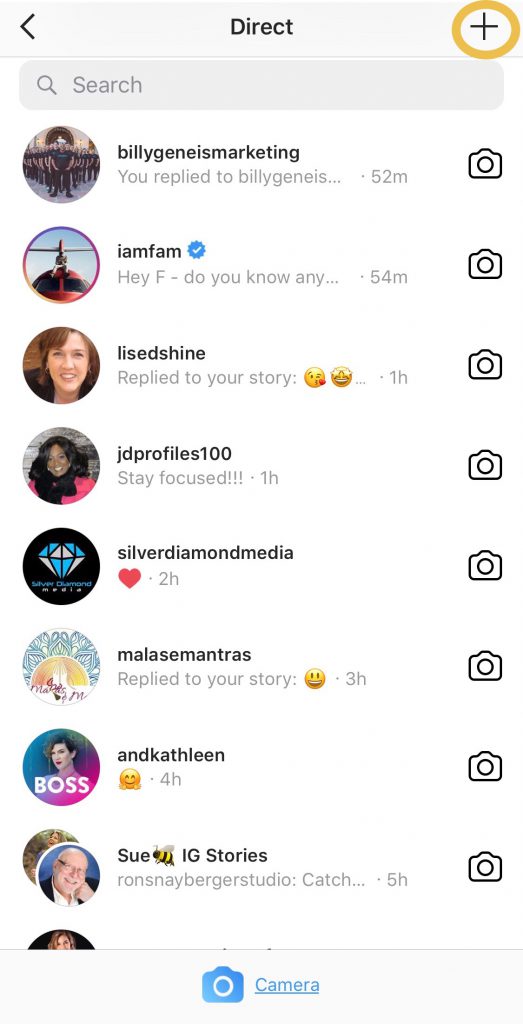 Direct
Search
billygeneismarketing
You replied to billygeneis... · 52m
iamfam
Hey F - do you know any... · 54m
lisedshine
Replied to your story: 😘🤩... · 1h
jdprofiles100
Stay focused!!! · 1h
Silver Diamond
media
silverdiamondmedia
❤️ · 2h
malasemantras
Replied to your story: 😃 · 3h
BOSS
andkathleen
🤗 · 4h
Sue🐝 IG Stories
ronsnaybergerstudio: Catch... · 5h
Camera